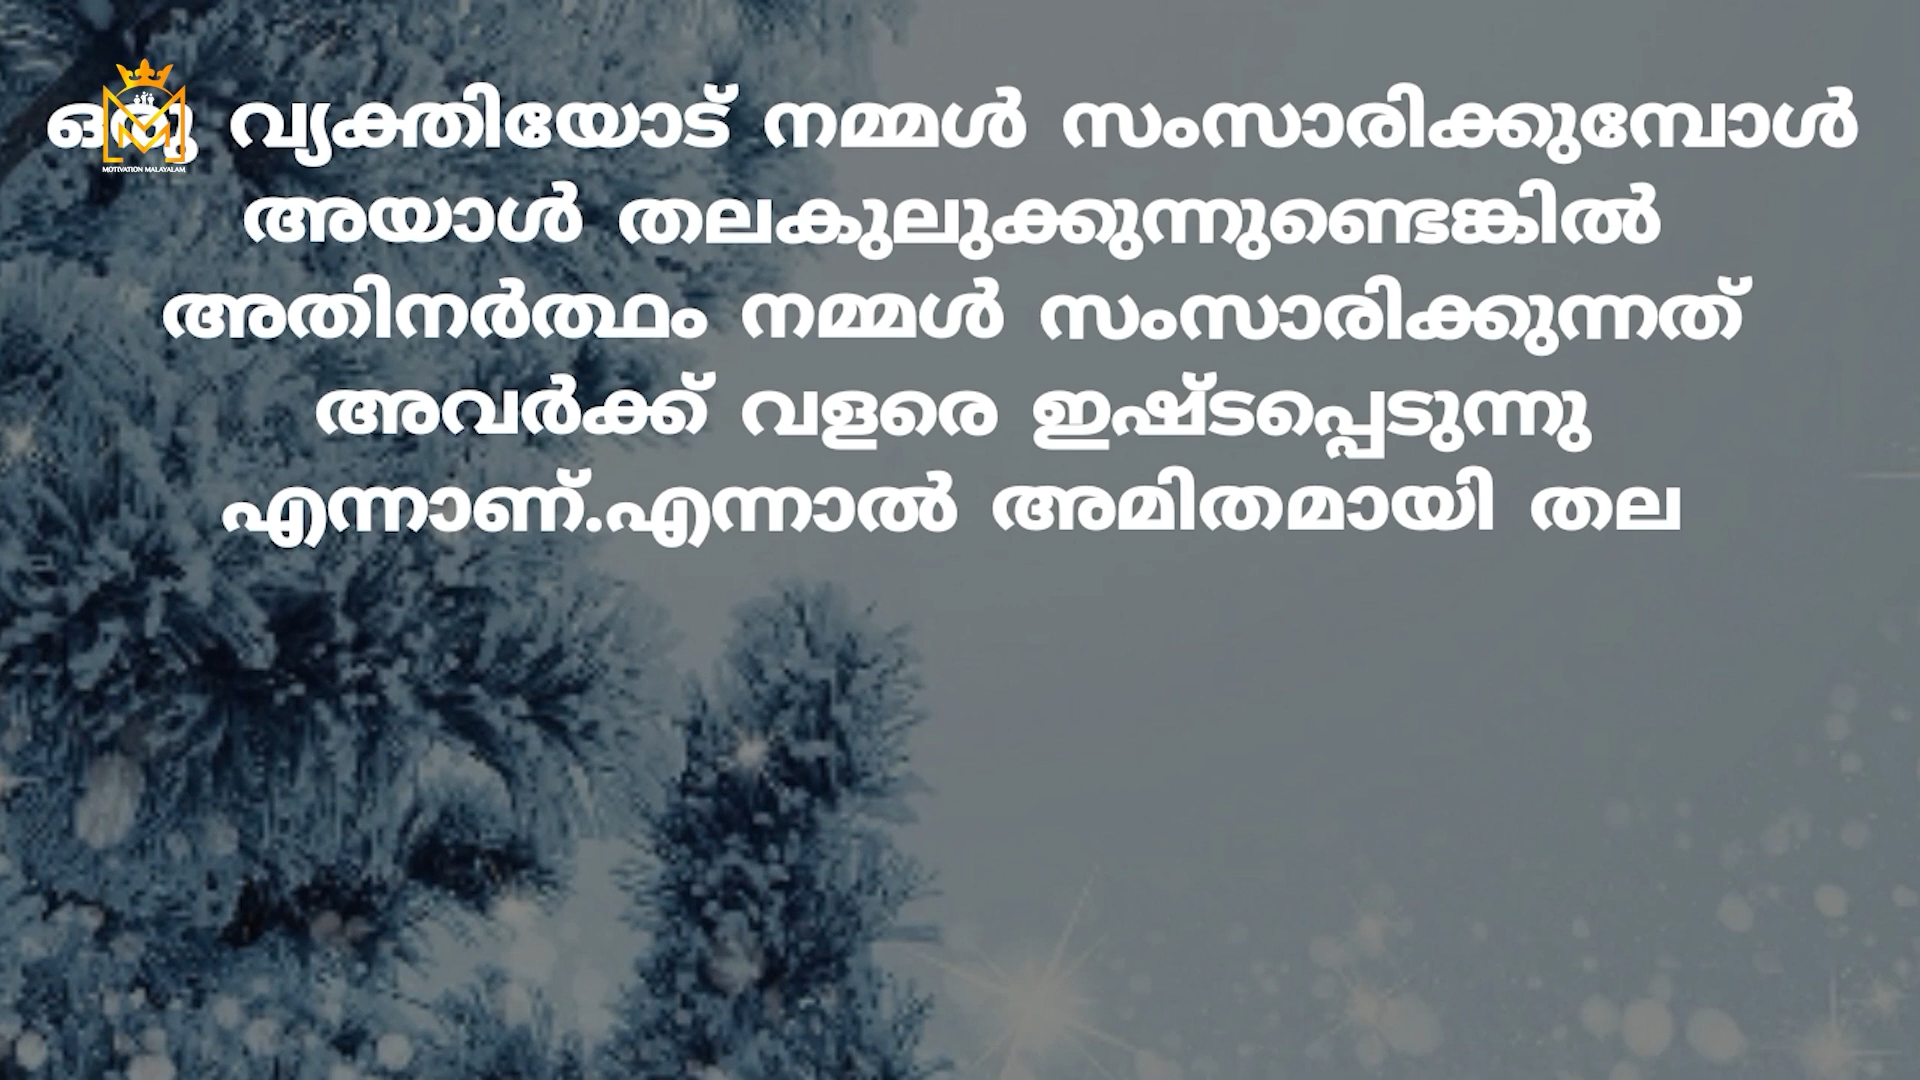 ഒരു വ്യക്തിയോട് നമ്മൾ സംസാരിക്കുമ്പോൾ
അയാൾ തലകുലുക്കുന്നുണ്ടെങ്കിൽ
അതിനർത്ഥം നമ്മൾ സംസാരിക്കുന്നത്
അവർക്ക് വളരെ ഇഷ്ടപ്പെടുന്നു
എന്നാണ്.എന്നാൽ അമിതമായി തല
MOTIVATION MALAYALAM